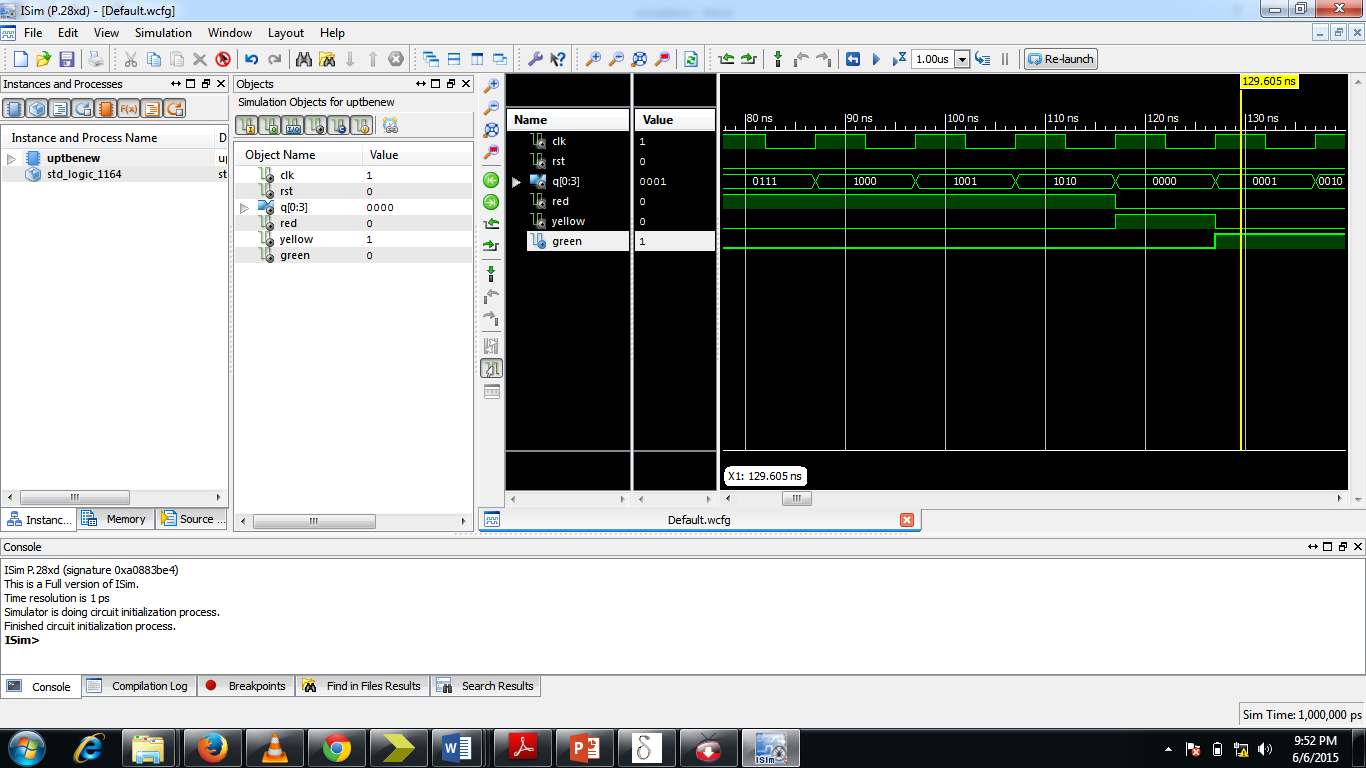 ISim (P.28xd) - [Default.wcfg]
File Edit View Simulation Window Layout Help
1.00us Re-launch
Instances and Processes
Instance and Process Name D
uptbenew up
std_logic_1164 st
Instanc... Memory Source ...
Objects
Simulation Objects for uptbenew
Object Name Value
clk 1
rst 0
q[0:3] 0000
red 0
yellow 1
green 0
Name Value
clk 1
rst 0
q[0:3] 0001
red 0
yellow 0
green 1
129.605 ns
80 ns 90 ns 100 ns 110 ns 120 ns 130 ns
0111 1000 1001 1010 0000 0001 0010
X1: 129.605 ns
Default.wcfg
Console
ISim P.28xd (signature 0xa0883be4)
This is a Full version of ISim.
Time resolution is 1 ps
Simulator is doing circuit initialization process.
Finished circuit initialization process.
ISim>
Console Compilation Log Breakpoints Find in Files Results Search Results
Sim Time: 1,000,000 ps
ISim
9:52 PM
6/6/2015